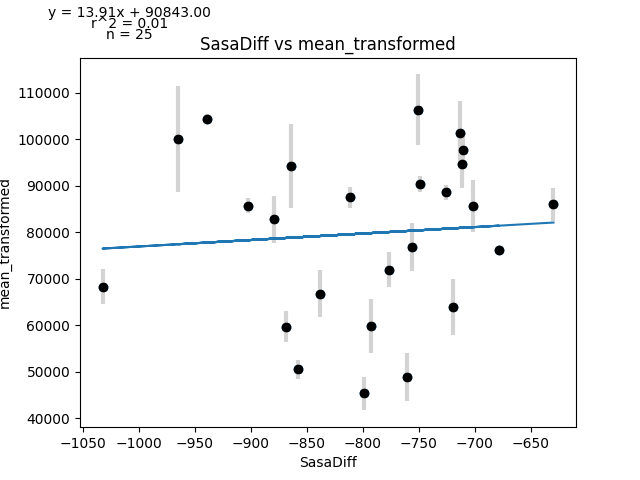 y = 13.91x + 90843.00
r^2 = 0.01
n = 25
SasaDiff vs mean_transformed
mean_transformed
110000
100000
90000
80000
70000
60000
50000
40000
−1050 −1000 −950 −900 −850 −800 −750 −700 −650
SasaDiff